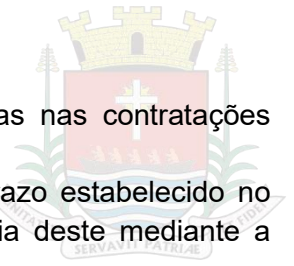 as nas contratações
azo estabelecido no
ia deste mediante a
SERVAVIT PATRIAE